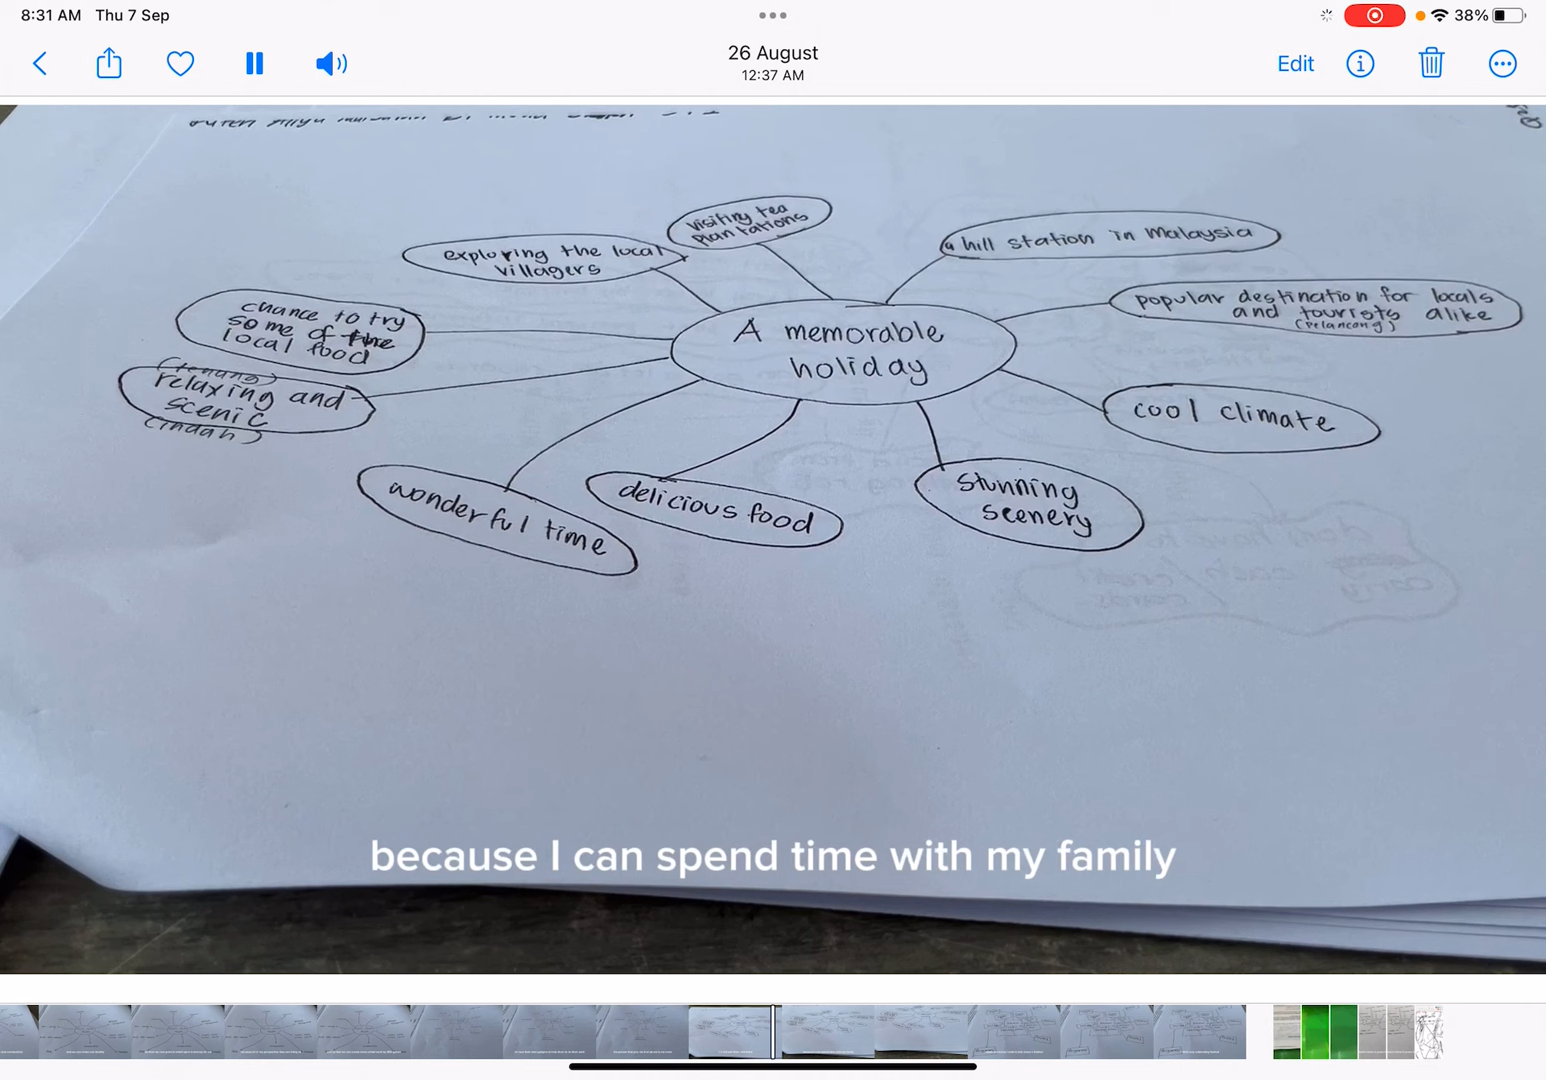 8:31 AM Thu 7 Sep
38%
26 August
12:37 AM
Edit
visiting tea
plantations
a hill station in Malaysia
exploring the local
villagers
popular destination for locals
and tourists alike
(pelancong)
chance to try
some of the
local food
A memorable
holiday
(tenang)
relaxing and
scenic
(indah)
cool climate
wonderful time
delicious food
stunning
scenery
because I can spend time with my family